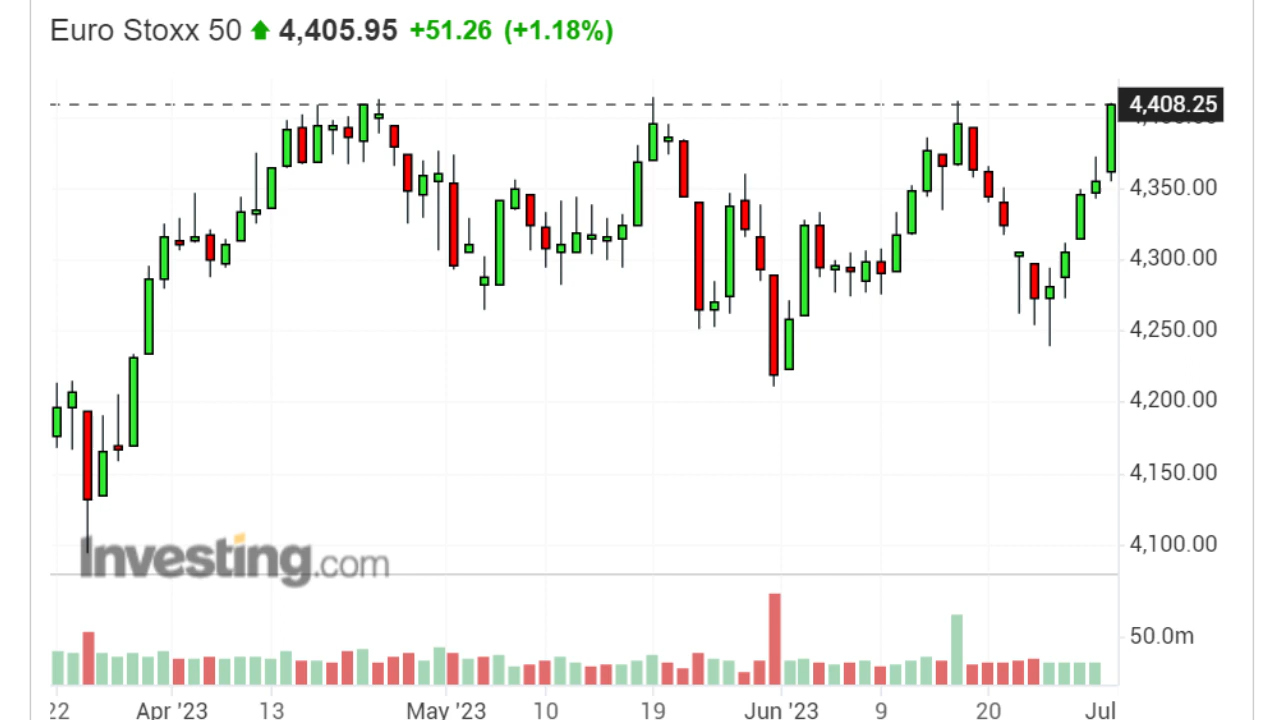 Euro Stoxx 50 4,405.95 +51.26 (+1.18%)
4,408.25
4,350.00
4,300.00
4,250.00
4,200.00
4,150.00
4,100.00
Investing.com
50.0m
22 Apr '23 13 May '23 10 19 Jun '23 9 20 Jul